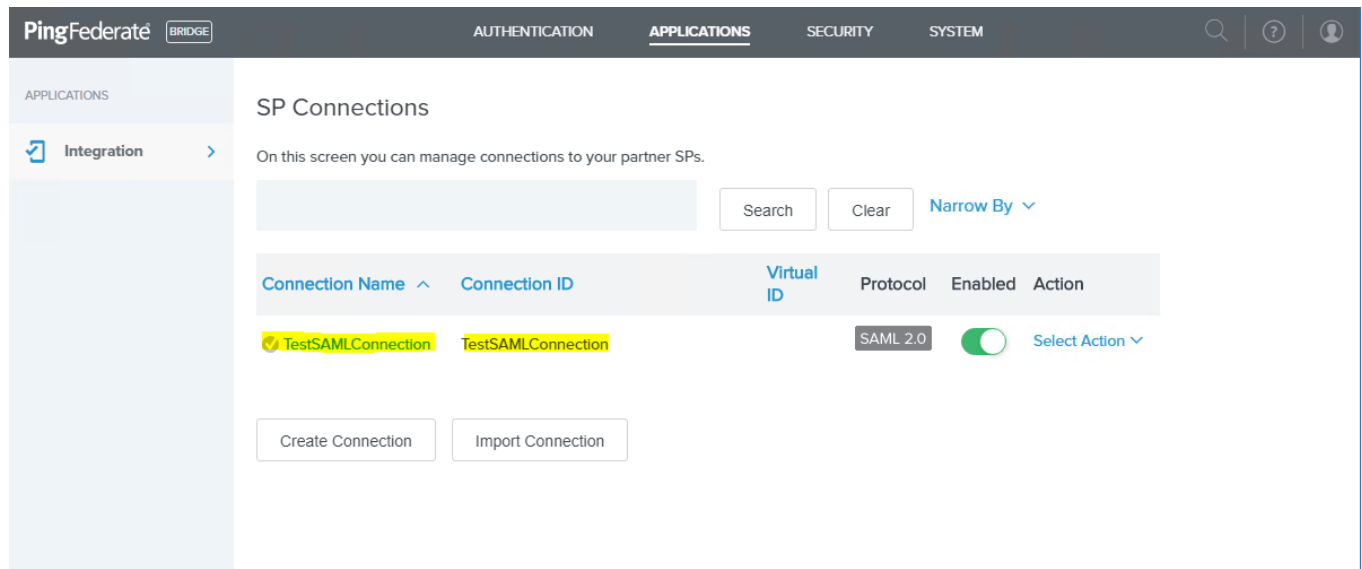 PingFederate BRIDGE AUTHENTICATION APPLICATIONS SECURITY SYSTEM ?
APPLICATIONS
Integration
SP Connections
On this screen you can manage connections to your partner SPs.
Search Clear Narrow By
Connection Name Connection ID Virtual ID Protocol Enabled Action
TestSAMLConnection TestSAMLConnection SAML 2.0 Select Action
Create Connection Import Connection